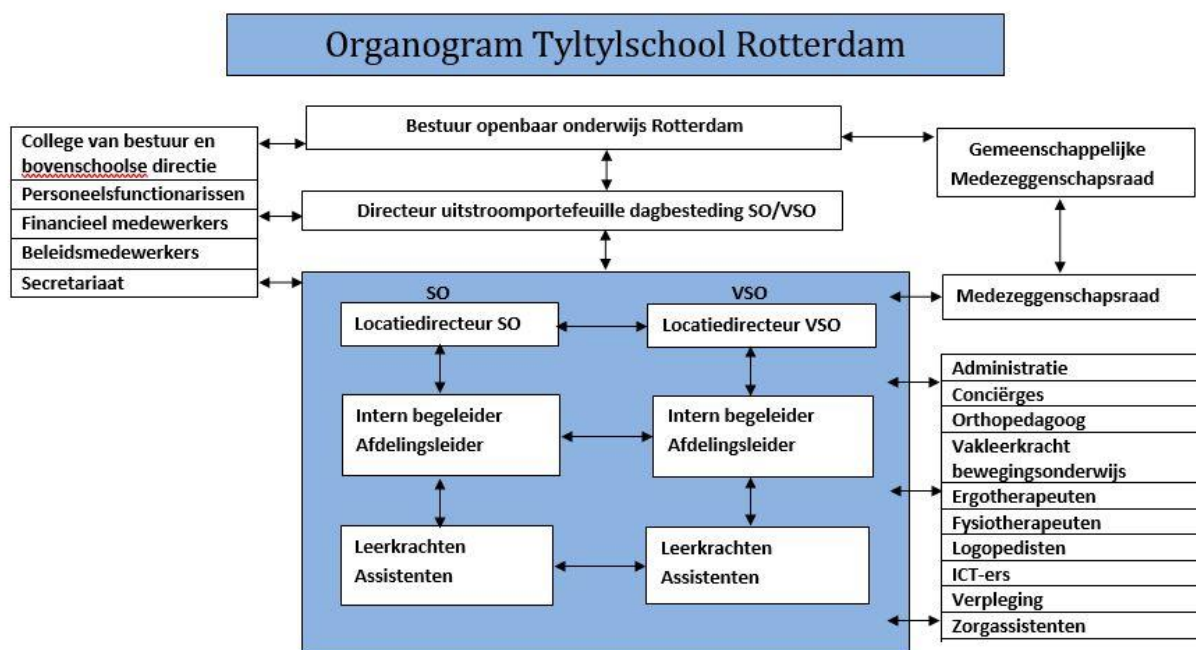 Organogram Tyltylschool Rotterdam
Bestuur openbaar onderwijs Rotterdam
College van bestuur en
bovenschoolse directie
Personeelsfunctionarissen
Financieel medewerkers
Beleidsmedewerkers
Secretariaat
Gemeenschappelijke
Medezeggenschapsraad
Directeur uitstroomportefeuille dagbesteding SO/VSO
SO
VSO
Locatiedirecteur SO
Locatiedirecteur VSO
Medezeggenschapsraad
Intern begeleider
Afdelingsleider
Intern begeleider
Afdelingsleider
Leerkrachten
Assistenten
Leerkrachten
Assistenten
Administratie
Conciërges
Orthopedagoog
Vakleerkracht
bewegingsonderwijs
Ergotherapeuten
Fysiotherapeuten
Logopedisten
ICT-ers
Verpleging
Zorgassistenten